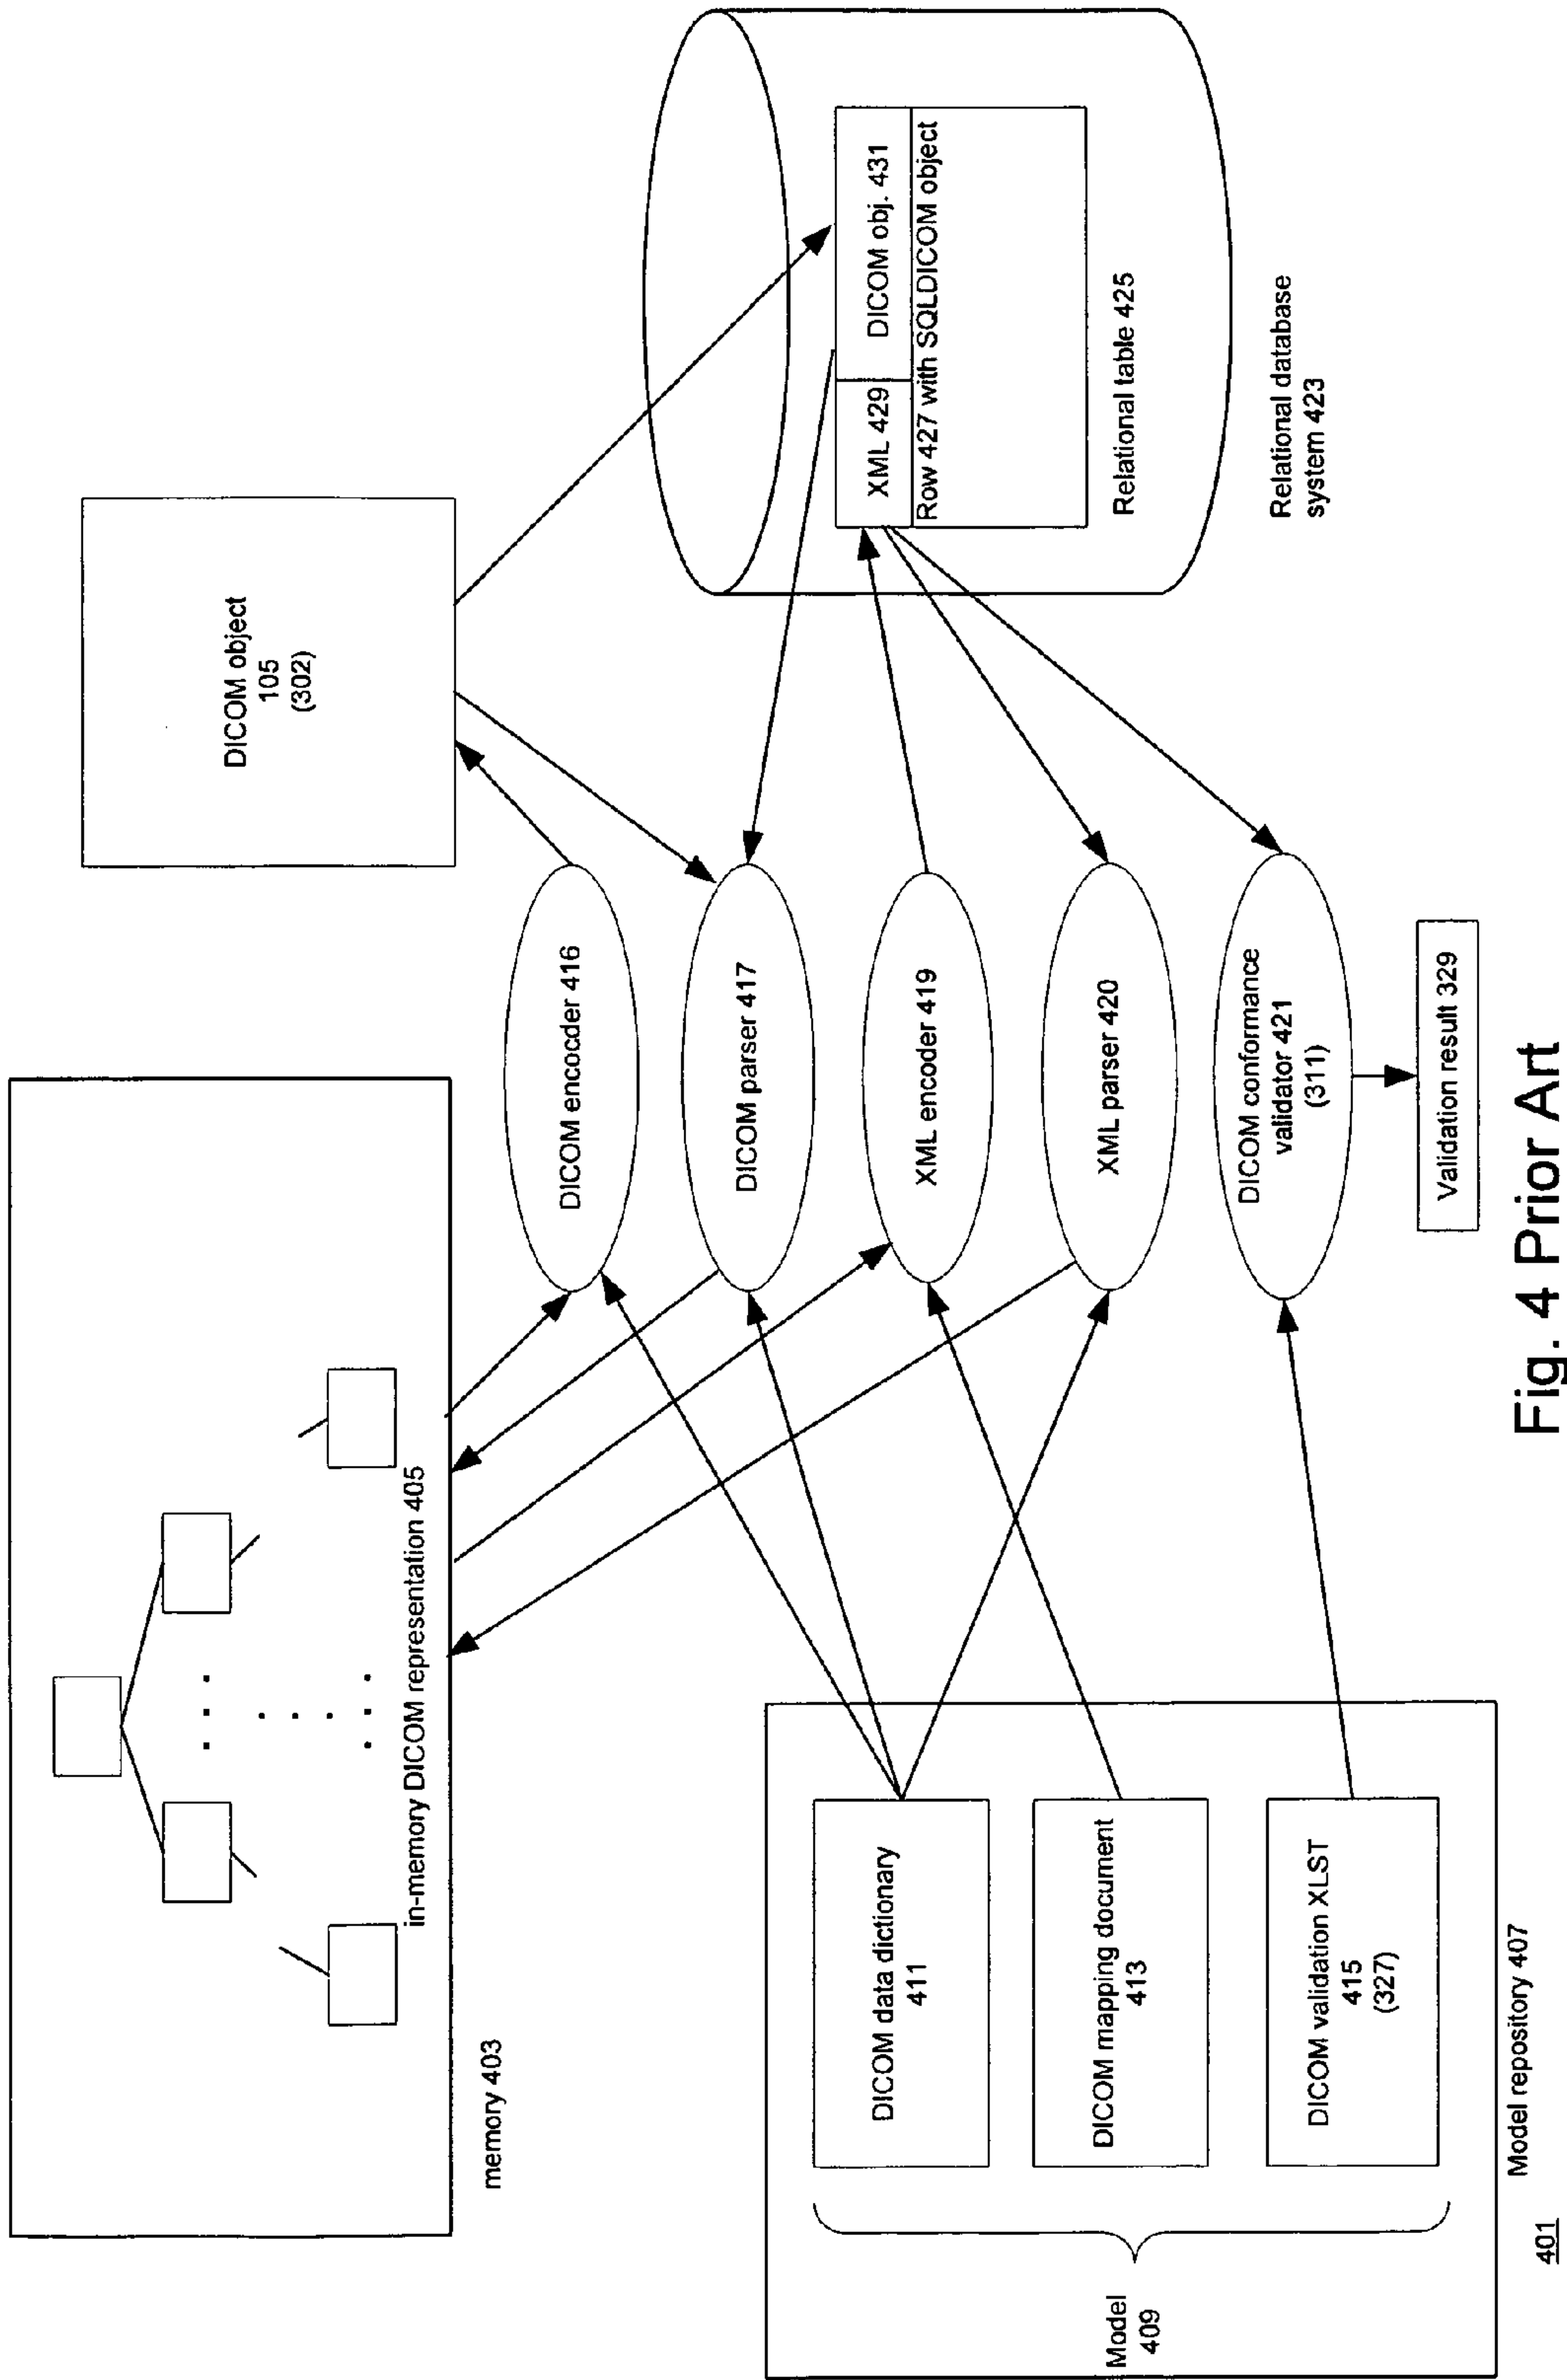 in-memory DICOM representation 405
memory 403
DICOM object
105
(302)
DICOM encocder 416
DICOM parser 417
XML encoder 419
XML parser 420
DICOM conformance
validator 421
(311)
Validation result 329
XML 429
DICOM obj. 431
Row 427 with SQLDICOM object
Relational table 425
Relational database
system 423
Model
409
DICOM data dictionary
411
DICOM mapping document
413
DICOM validation XLST
415
(327)
Model repository 407
401
Fig. 4 Prior Art